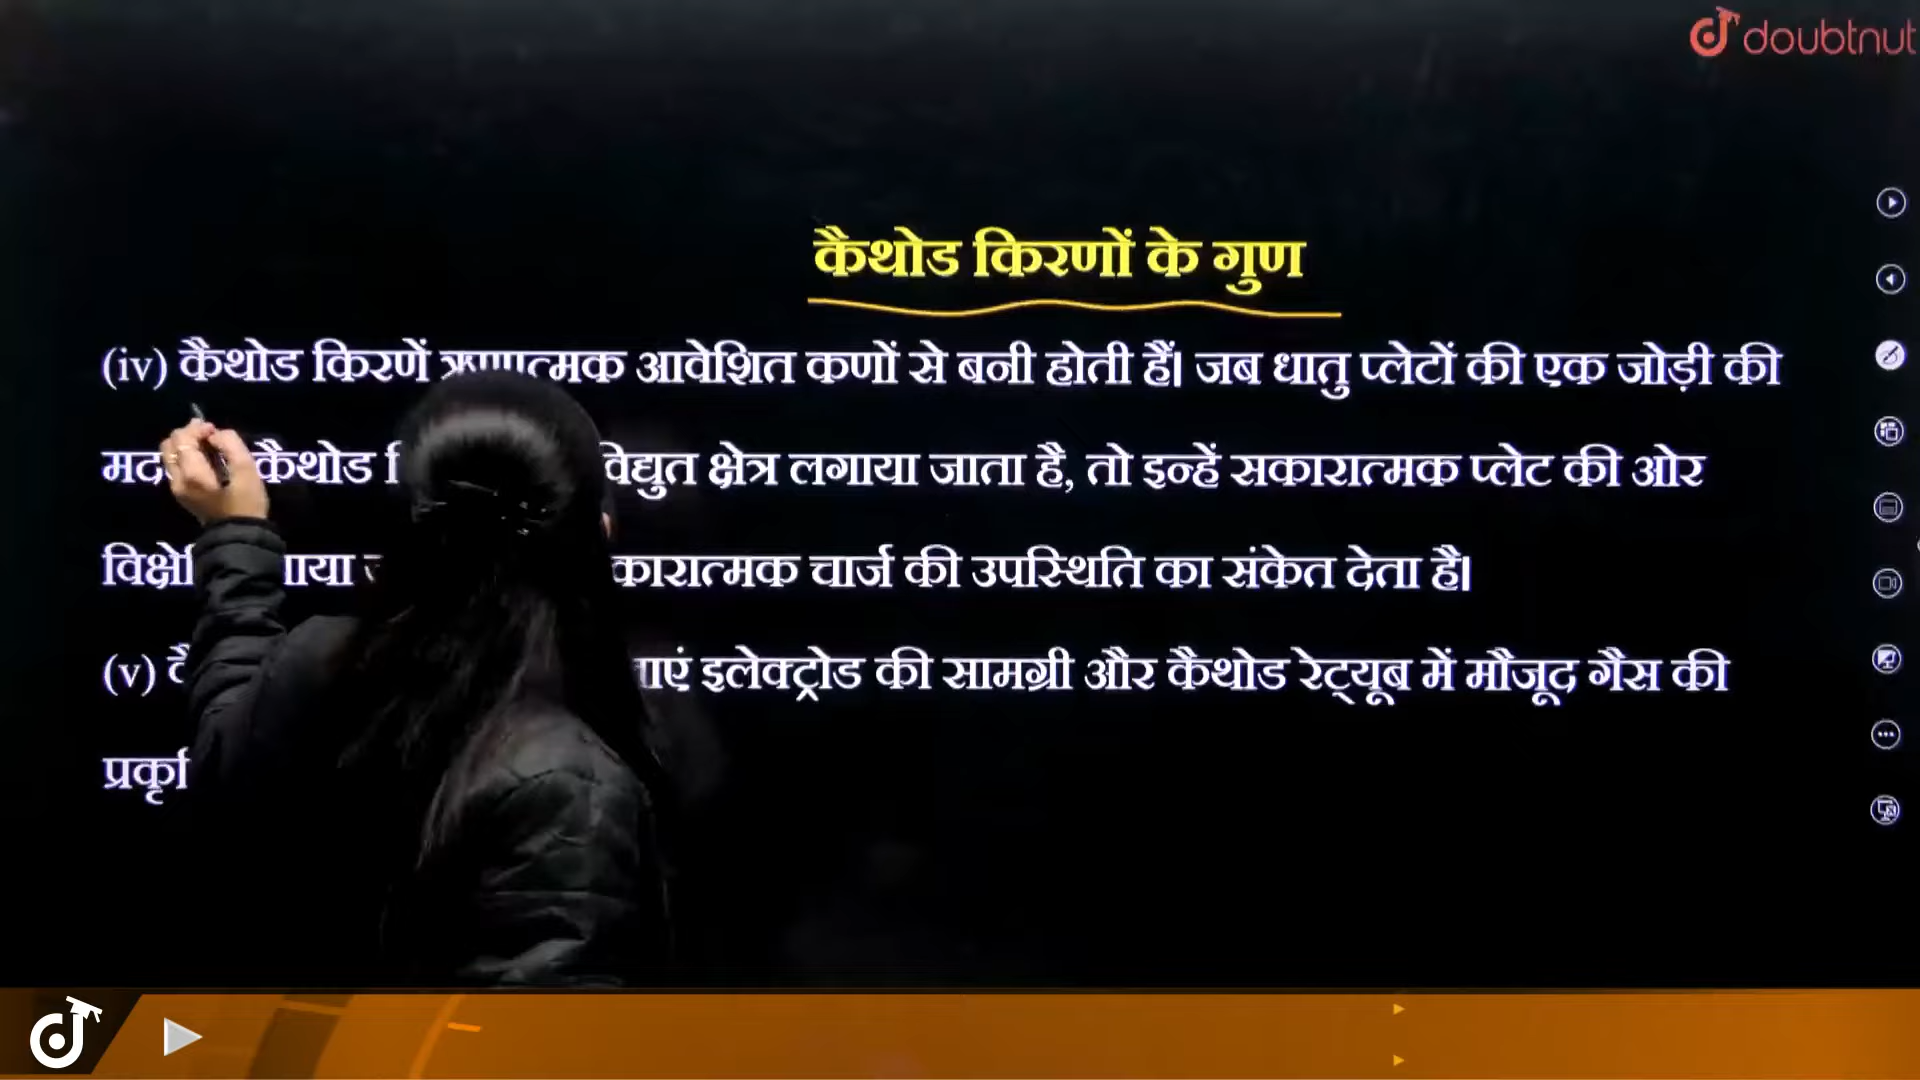 doubtnut
कैथोड किरणों के गुण
(iv) कैथोड किरणें ऋणात्मक आवेशित कणों से बनी होती हैं। जब धातु प्लेटों की एक जोड़ी की
कैथोड विद्युत क्षेत्र लगाया जाता है, तो इन्हें सकारात्मक प्लेट की ओर
चार्ज की उपस्थिति का संकेत देता है।
(v) इलेक्ट्रोड की सामग्री और कैथोड रेट्यूब में मौजूद गैस की